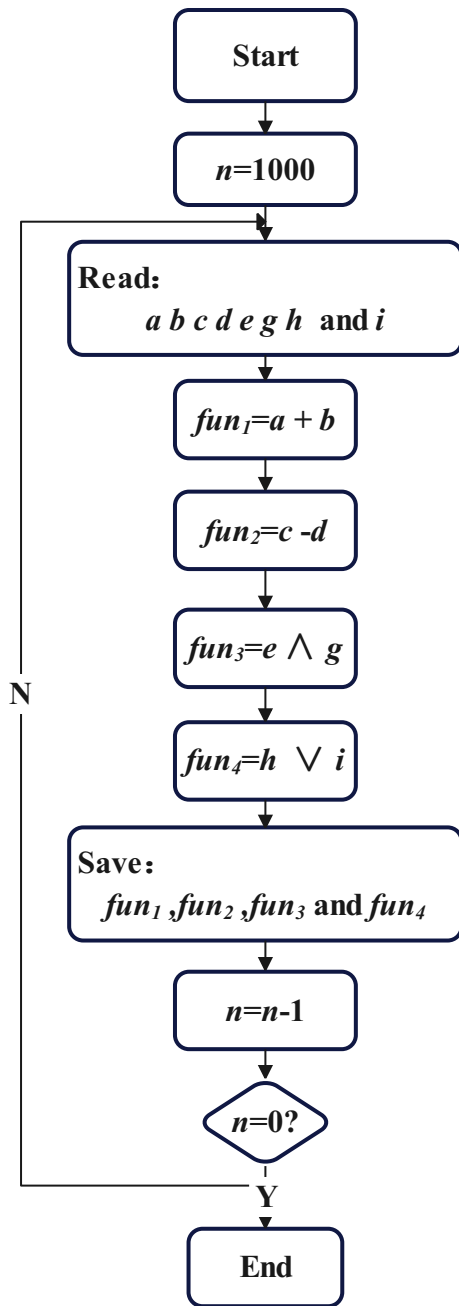 Start
n=1000
Read：
a b c d e g h and i
fun₁=a + b
fun₂=c -d
fun₃=e ∧ g
N
fun₄=h ∨ i
Save：
fun₁ ,fun₂ ,fun₃ and fun₄
n=n-1
n=0?
Y
End